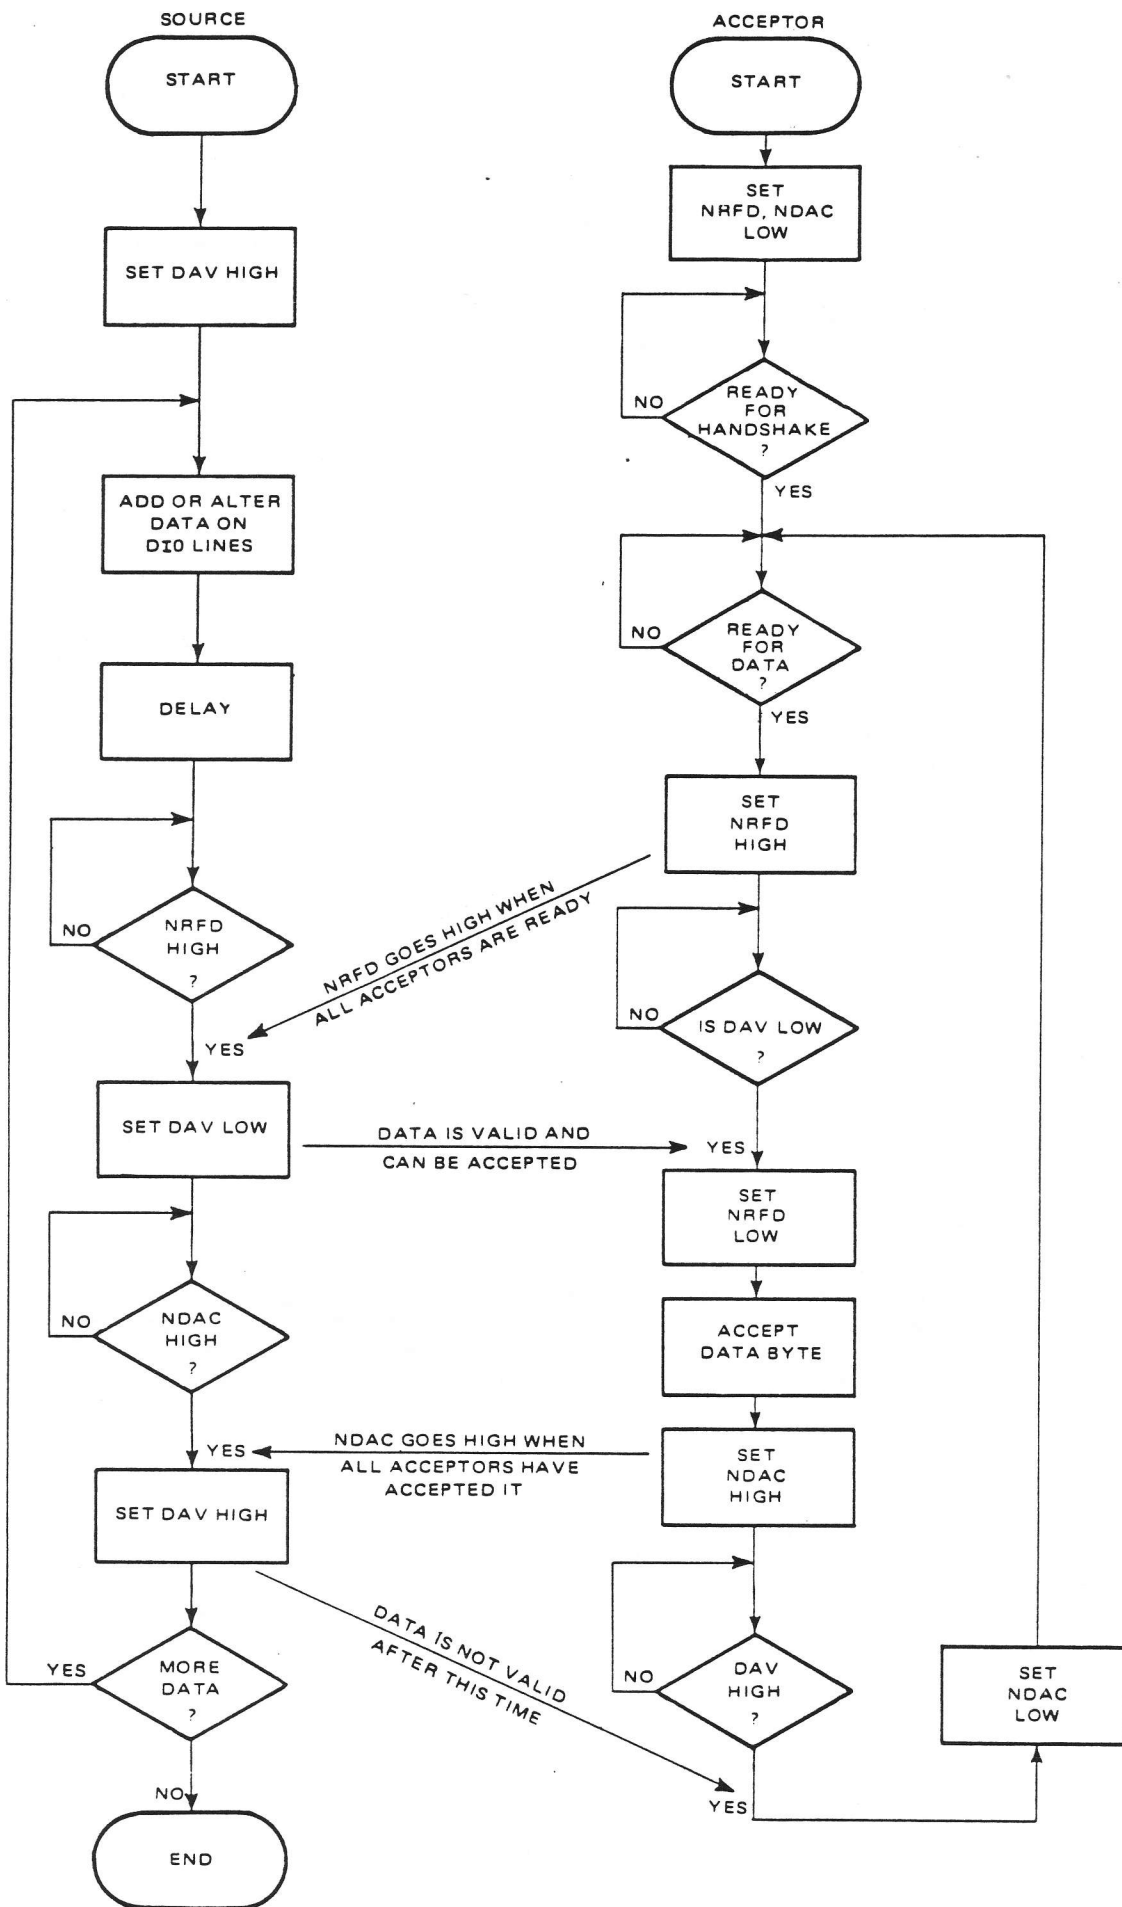 SOURCE
START
SET DAV HIGH
ADD OR ALTER
DATA ON
DIO LINES
DELAY
NRFD
HIGH
?
NO
YES
SET DAV LOW
NDAC
HIGH
?
NO
YES
SET DAV HIGH
MORE
DATA
?
YES
NO
END
NRFD GOES HIGH WHEN
ALL ACCEPTORS ARE READY
DATA IS VALID AND
CAN BE ACCEPTED
NDAC GOES HIGH WHEN
ALL ACCEPTORS HAVE
ACCEPTED IT
DATA IS NOT VALID
AFTER THIS TIME
ACCEPTOR
START
SET
NRFD, NDAC
LOW
READY
FOR
HANDSHAKE
?
NO
YES
READY
FOR
DATA
?
NO
YES
SET
NRFD
HIGH
IS DAV LOW
?
NO
YES
SET
NRFD
LOW
ACCEPT
DATA BYTE
SET
NDAC
HIGH
DAV
HIGH
?
NO
YES
SET
NDAC
LOW